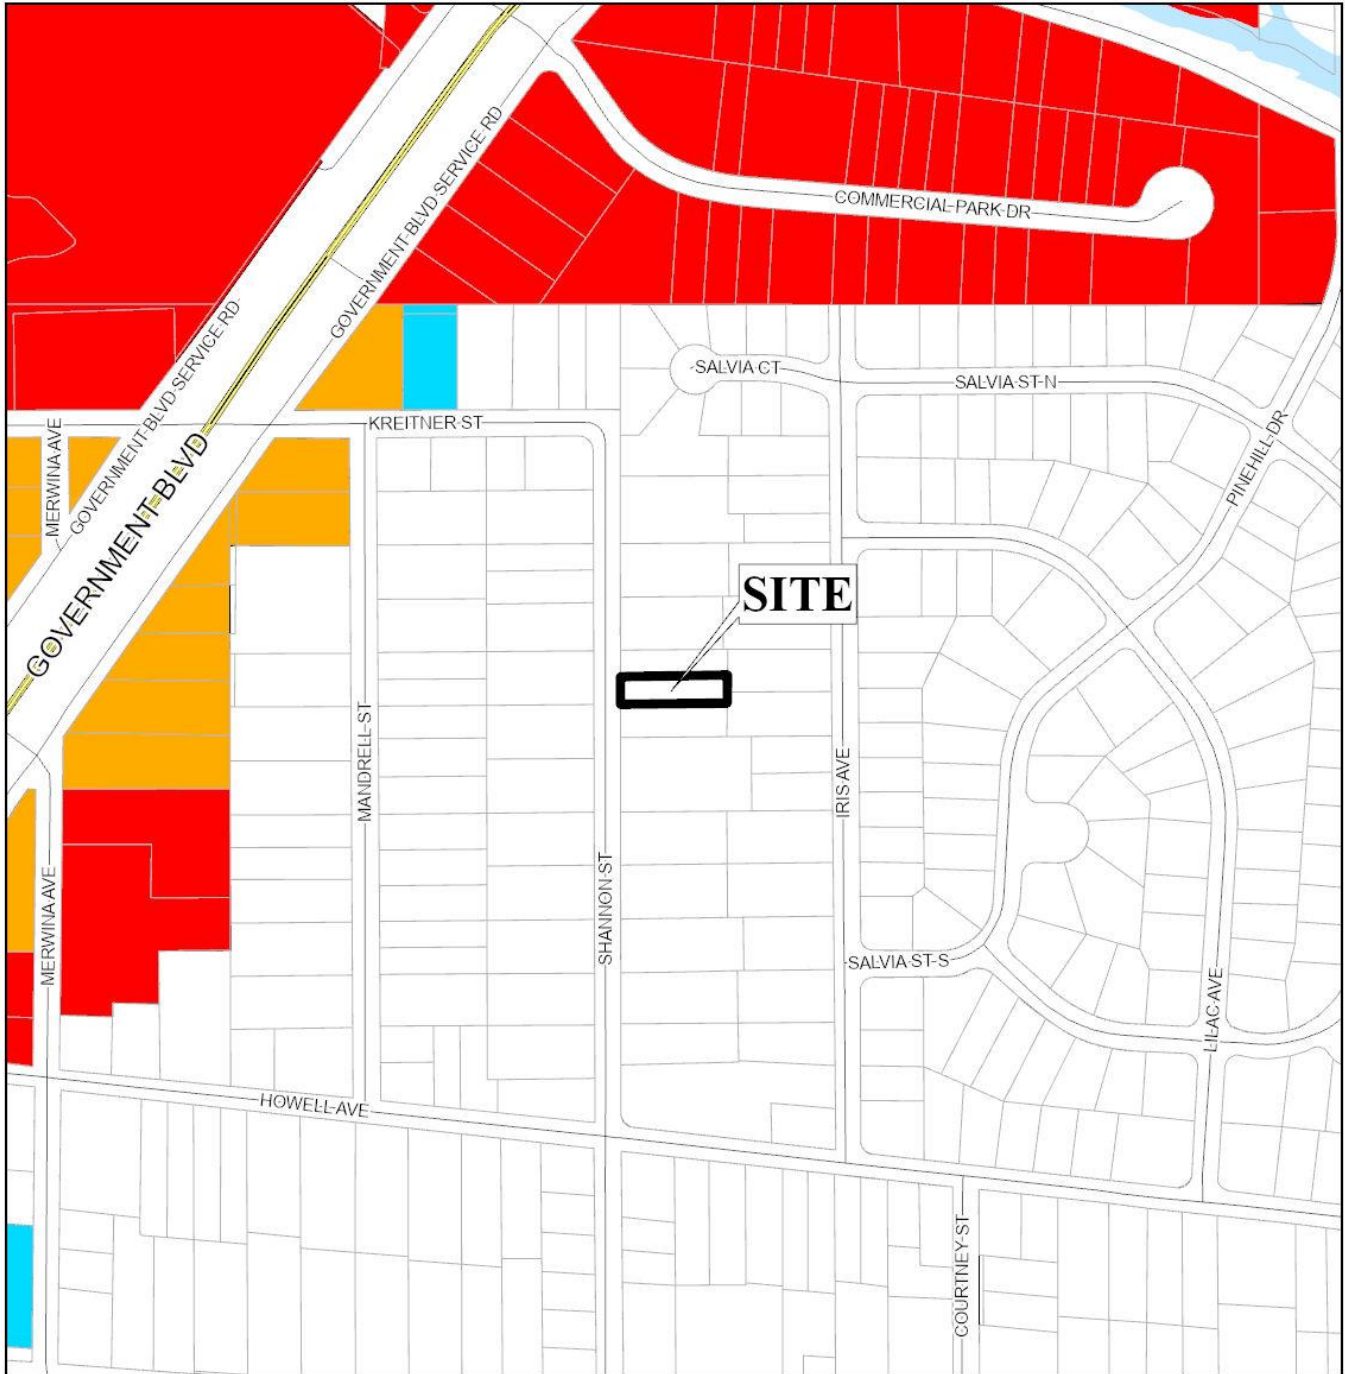 GOVERNMENT-BLVD-SERVICE-RD
COMMERCIAL-PARK-DR
GOVERNMENT-BLVD-SERVICE-RD
SALVIA-CT
SALVIA-ST-N
KREITNER-ST
MERWINA-AVE
PINEHILL-DR
GOVERNMENT-BLVD
SITE
MANDRELL-ST
IRIS-AVE
SHANNON-ST
MERWINA-AVE
SALVIA-ST-S
LILAC-AVE
HOWELL-AVE
COURTNEY-ST